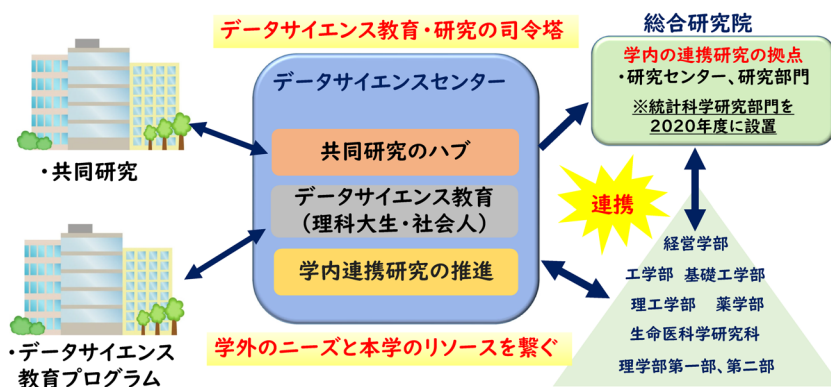 データサイエンス教育・研究の司令塔
総合研究院
学内の連携研究の拠点
・研究センター、研究部門
※統計科学研究部門を
2020年度に設置
データサイエンスセンター
共同研究のハブ
データサイエンス教育
(理科大生・社会人)
学内連携研究の推進
・共同研究
・データサイエンス
教育プログラム
連携
経営学部
工学部 基礎工学部
理工学部 薬学部
生命医科学研究科
理学部第一部、第二部
学外のニーズと本学のリソースを繋ぐ